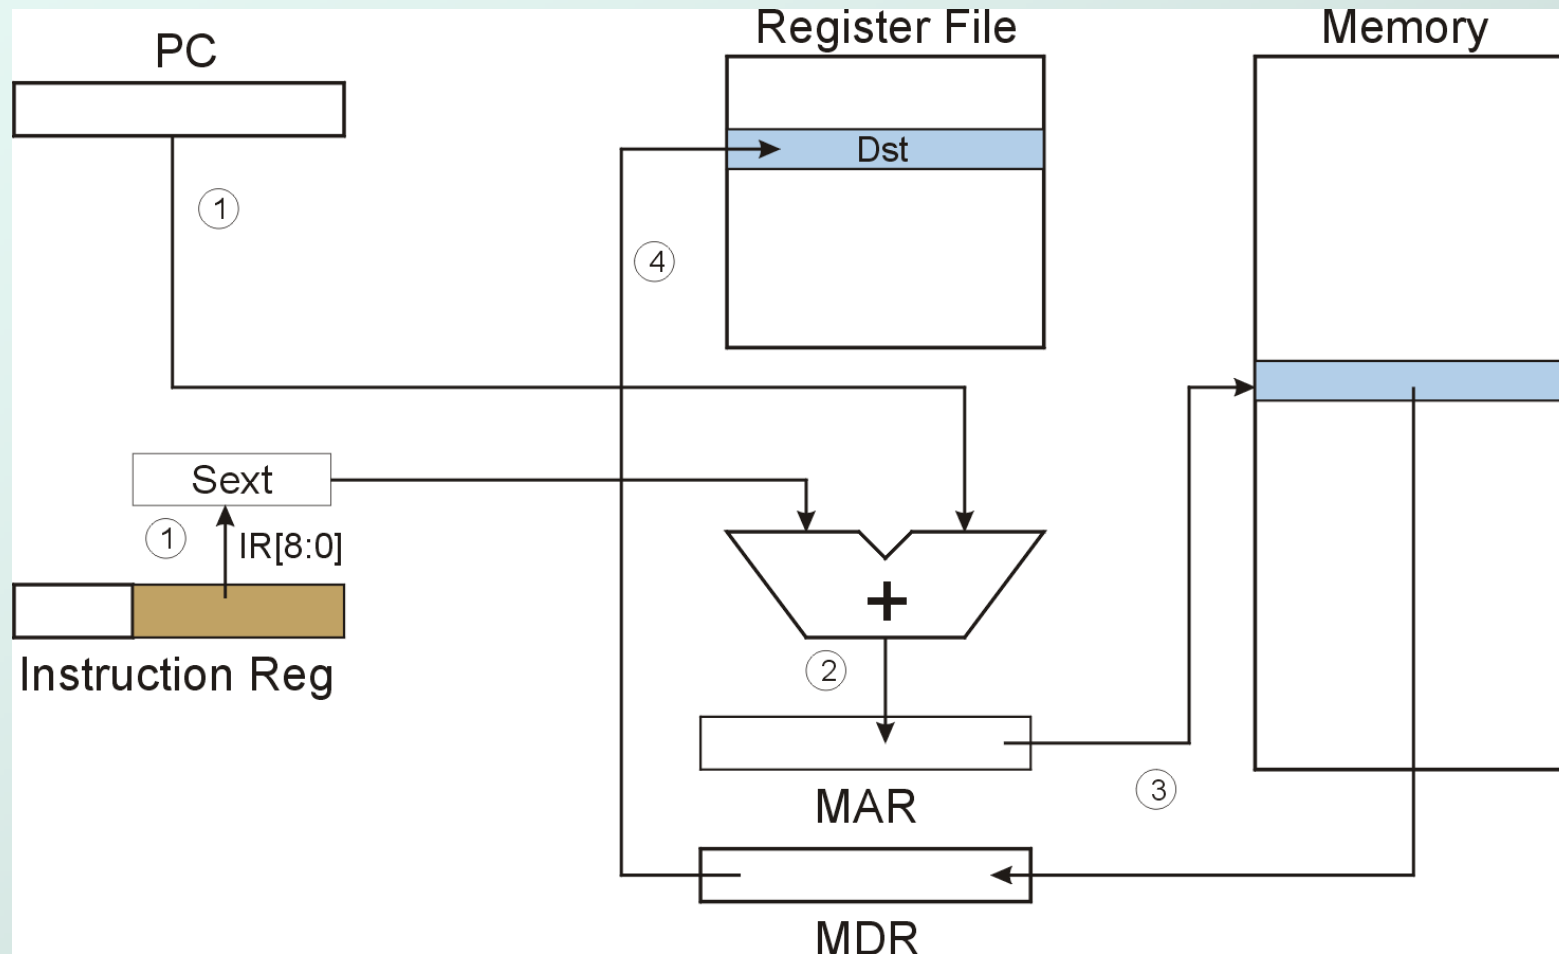 PC
Register File
Memory
Dst
1
4
Sext
1
IR[8:0]
+
Instruction Reg
2
MAR
3
MDR